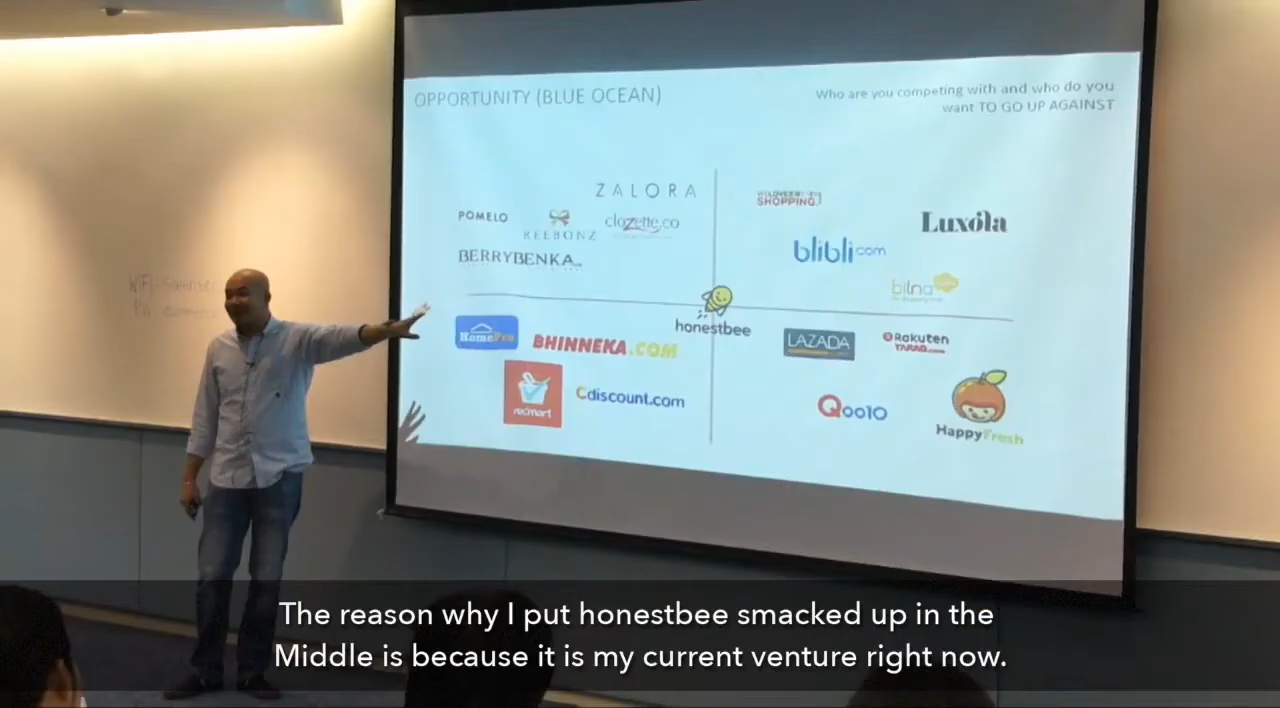 OPPORTUNITY (BLUE OCEAN)
Who are you competing with and who do you
want TO GO UP AGAINST
ZALORA
POMELO
REEBONZ
clozette.co
BERRYBENKA
SHOPPING
Luxola
blibli.com
bilna
honestbee
HomePro
BHINNEKA.COM
LAZADA
Rakuten
TARAD.com
redmart
Cdiscount.com
Qoo10
HappyFresh
The reason why I put honestbee smacked up in the
Middle is because it is my current venture right now.